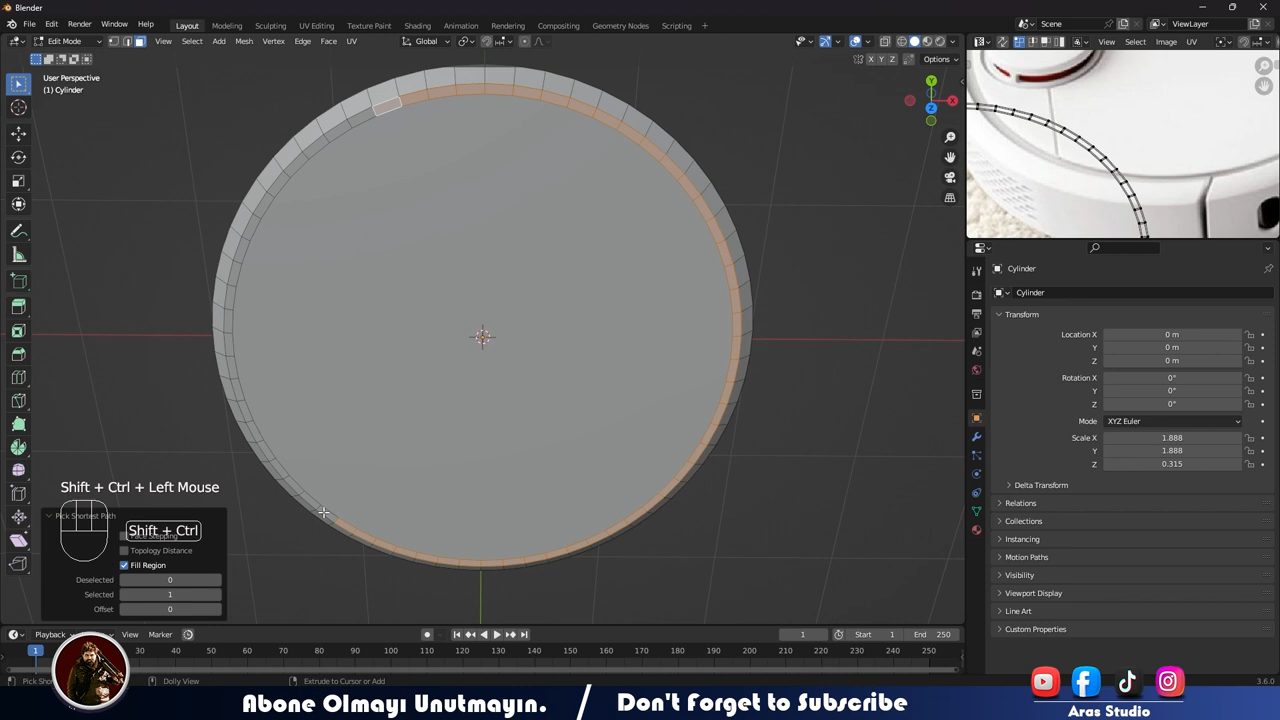 Blender
File Edit Render Window Help
Layout Modeling Sculpting UV Editing Texture Paint Shading Animation Rendering Compositing Geometry Nodes Scripting +
Scene ViewLayer
Edit Mode View Select Add Mesh Vertex Edge Face UV Global
View Select Image UV
X Y Z Options
User Perspective
(1) Cylinder
Y
X
Z
Cylinder
Cylinder
Transform
Location X 0 m
Y 0 m
Z 0 m
Rotation X 0°
Y 0°
Z 0°
Mode XYZ Euler
Scale X 1.888
Y 1.888
Z 0.315
Delta Transform
Relations
Collections
Instancing
Motion Paths
Visibility
Viewport Display
Line Art
Custom Properties
Shift + Ctrl + Left Mouse
Pick Shortest Path
Shift + Ctrl
Face Stepping
Topology Distance
Fill Region
Deselected 0
Selected 1
Offset 0
Playback View Marker 1 Start 1 End 250
1 30 40 50 60 70 80 90 100 110 120 130 140 150 160 170 180 190 200 210 220 230 240 250
Dolly View Extrude to Cursor or Add 3.6.0
Abone Olmayı Unutmayın. / Don't Forget to Subscribe
Aras Studio